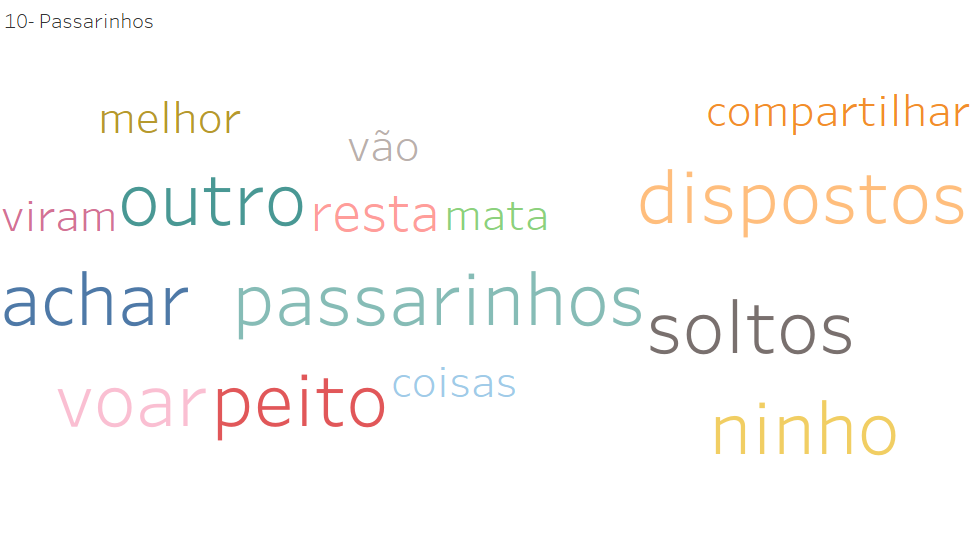 10- Passarinhos
melhor
compartilhar
vão
viram outro resta mata dispostos
achar passarinhos soltos
voar peito coisas ninho